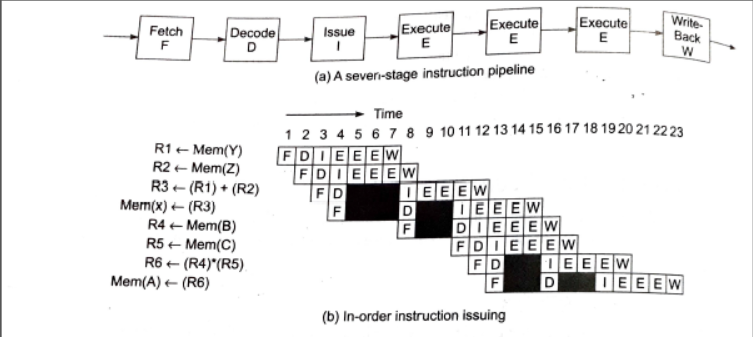 Fetch F Decode D Issue I Execute E Execute E Execute E Write-Back W
(a) A seven-stage instruction pipeline
Time
1 2 3 4 5 6 7 8 9 10 11 12 13 14 15 16 17 18 19 20 21 22 23
R1 ← Mem(Y) F D I E E E W
R2 ← Mem(Z) F D I E E E W
R3 ← (R1) + (R2) F D I E E E W
Mem(x) ← (R3) F D I E E E W
R4 ← Mem(B) F D I E E E W
R5 ← Mem(C) F D I E E E W
R6 ← (R4)*(R5) F D I E E E W
Mem(A) ← (R6) F D I E E E W
(b) In-order instruction issuing